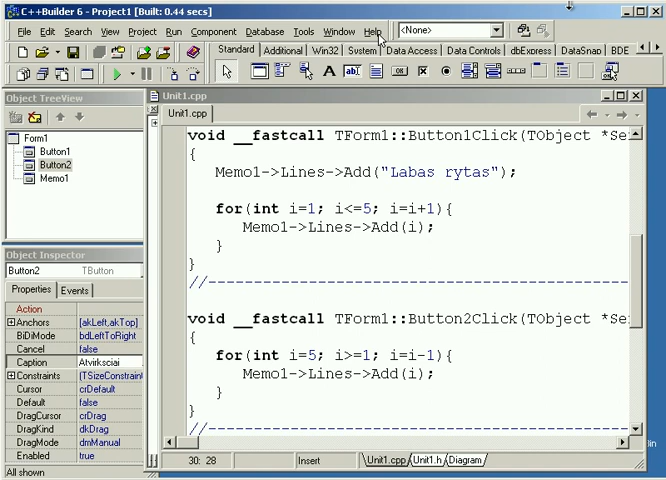 C++Builder 6 - Project1 [Built: 0.44 secs]
File Edit Search View Project Run Component Database Tools Window Help
<None>
Standard Additional Win32 System Data Access Data Controls dbExpress DataSnap BDE
Object TreeView
Form1
Button1
Button2
Memo1
Object Inspector
Button2 TButton
Properties Events
Action
Anchors [akLeft,akTop]
BiDiMode bdLeftToRight
Cancel false
Caption Atvirksciai
Constraints (TSizeConstrain
Cursor crDefault
Default false
DragCursor crDrag
DragKind dkDrag
DragMode dmManual
Enabled true
All shown
Unit1.cpp
Unit1.cpp
void __fastcall TForm1::Button1Click(TObject *Se
{
Memo1->Lines->Add("Labas rytas");
for(int i=1; i<=5; i=i+1){
Memo1->Lines->Add(i);
}
}
//
void __fastcall TForm1::Button2Click(TObject *Se
{
for(int i=5; i>=1; i=i-1){
Memo1->Lines->Add(i);
}
}
//
30: 28 Insert Unit1.cpp Unit1.h Diagram